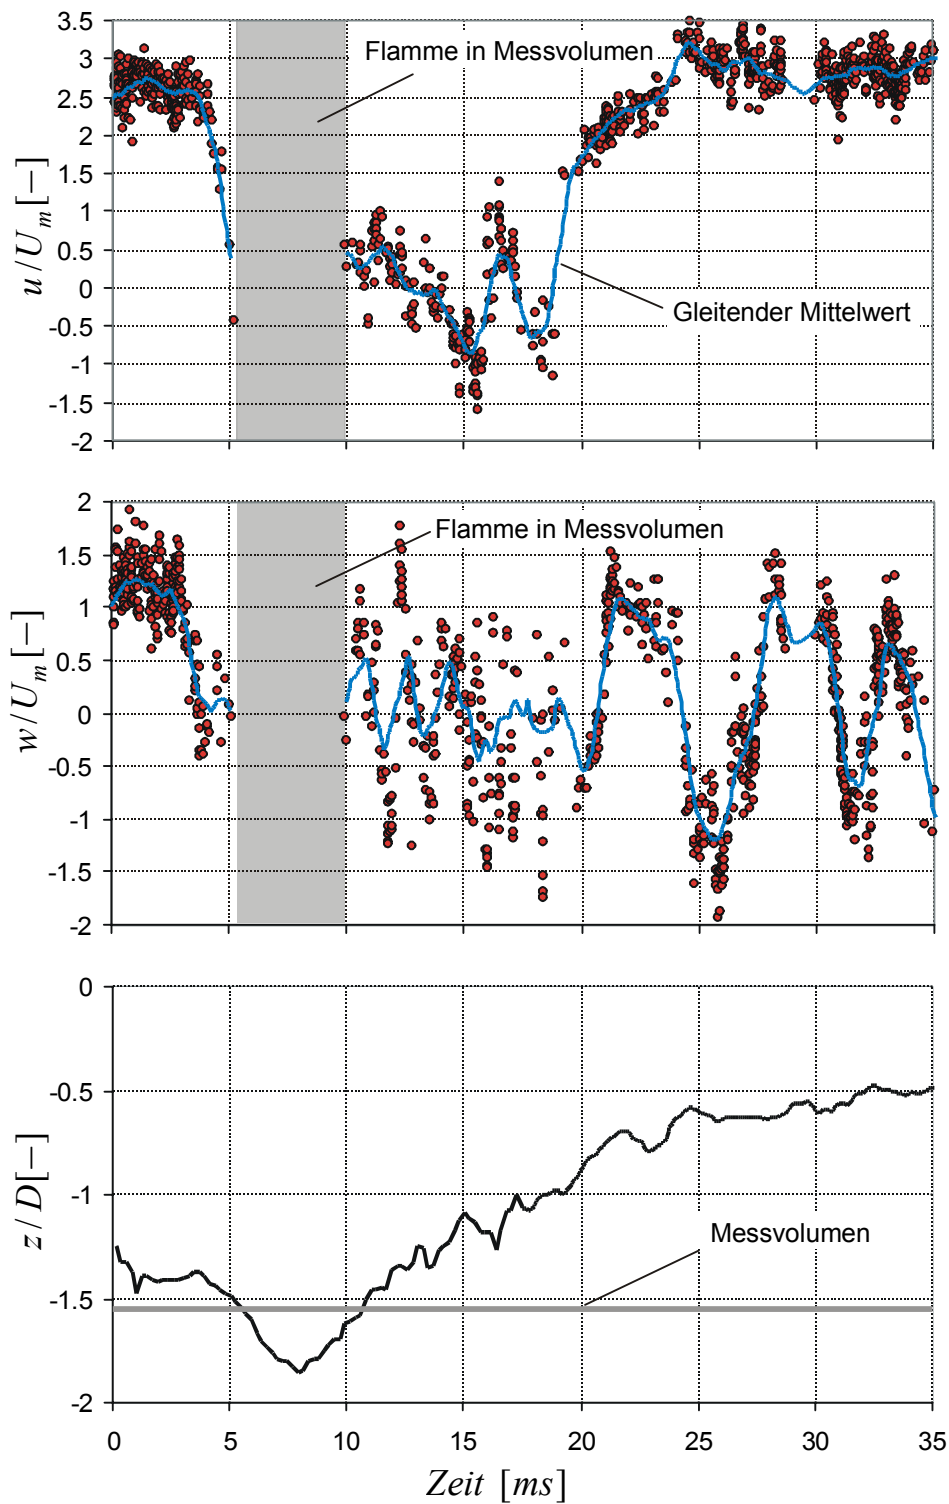 3.5
3
2.5
2
1.5
1
0.5
0
-0.5
-1
-1.5
-2
u/U_m[−]
Flamme in Messvolumen
Gleitender Mittelwert
2
1.5
1
0.5
0
-0.5
-1
-1.5
-2
w/U_m[−]
Flamme in Messvolumen
0
-0.5
-1
-1.5
-2
z/D[−]
Messvolumen
0 5 10 15 20 25 30 35
Zeit [ms]